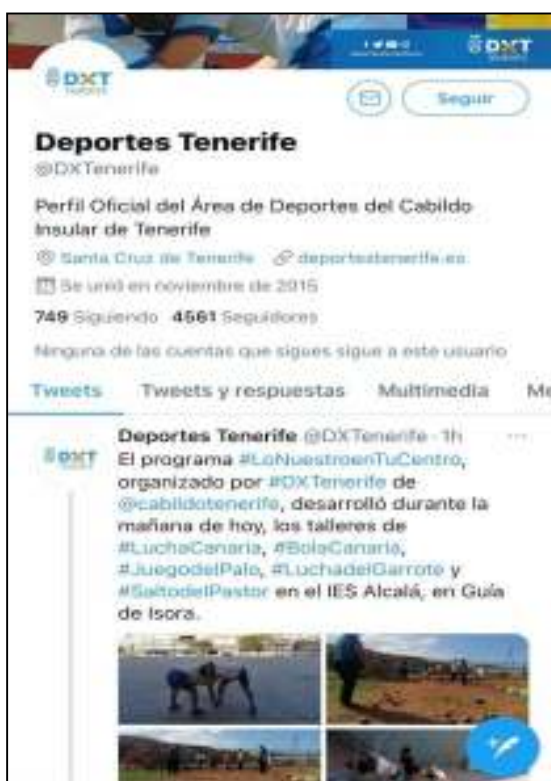 DXT
DXT
Seguir
Deportes Tenerife
@DXTenerife
Perfil Oficial del Área de Deportes del Cabildo
Insular de Tenerife
Santa Cruz de Tenerife deportestenerife.es
Se unió en noviembre de 2015
749 Siguiendo 4561 Seguidores
Ninguna de las cuentas que sigues sigue a este usuario
Tweets Tweets y respuestas Multimedia Me
Deportes Tenerife @DXTenerife · 1h ...
DXT
El programa #LoNuestroenTuCentro,
organizado por #DXTenerife de
@cabildotenerife, desarrolló durante la
mañana de hoy, los talleres de
#LuchaCanaria, #BolaCanaria,
#JuegodelPalo, #LuchadelGarrote y
#SaltodelPastor en el IES Alcalá, en Guía
de Isora.